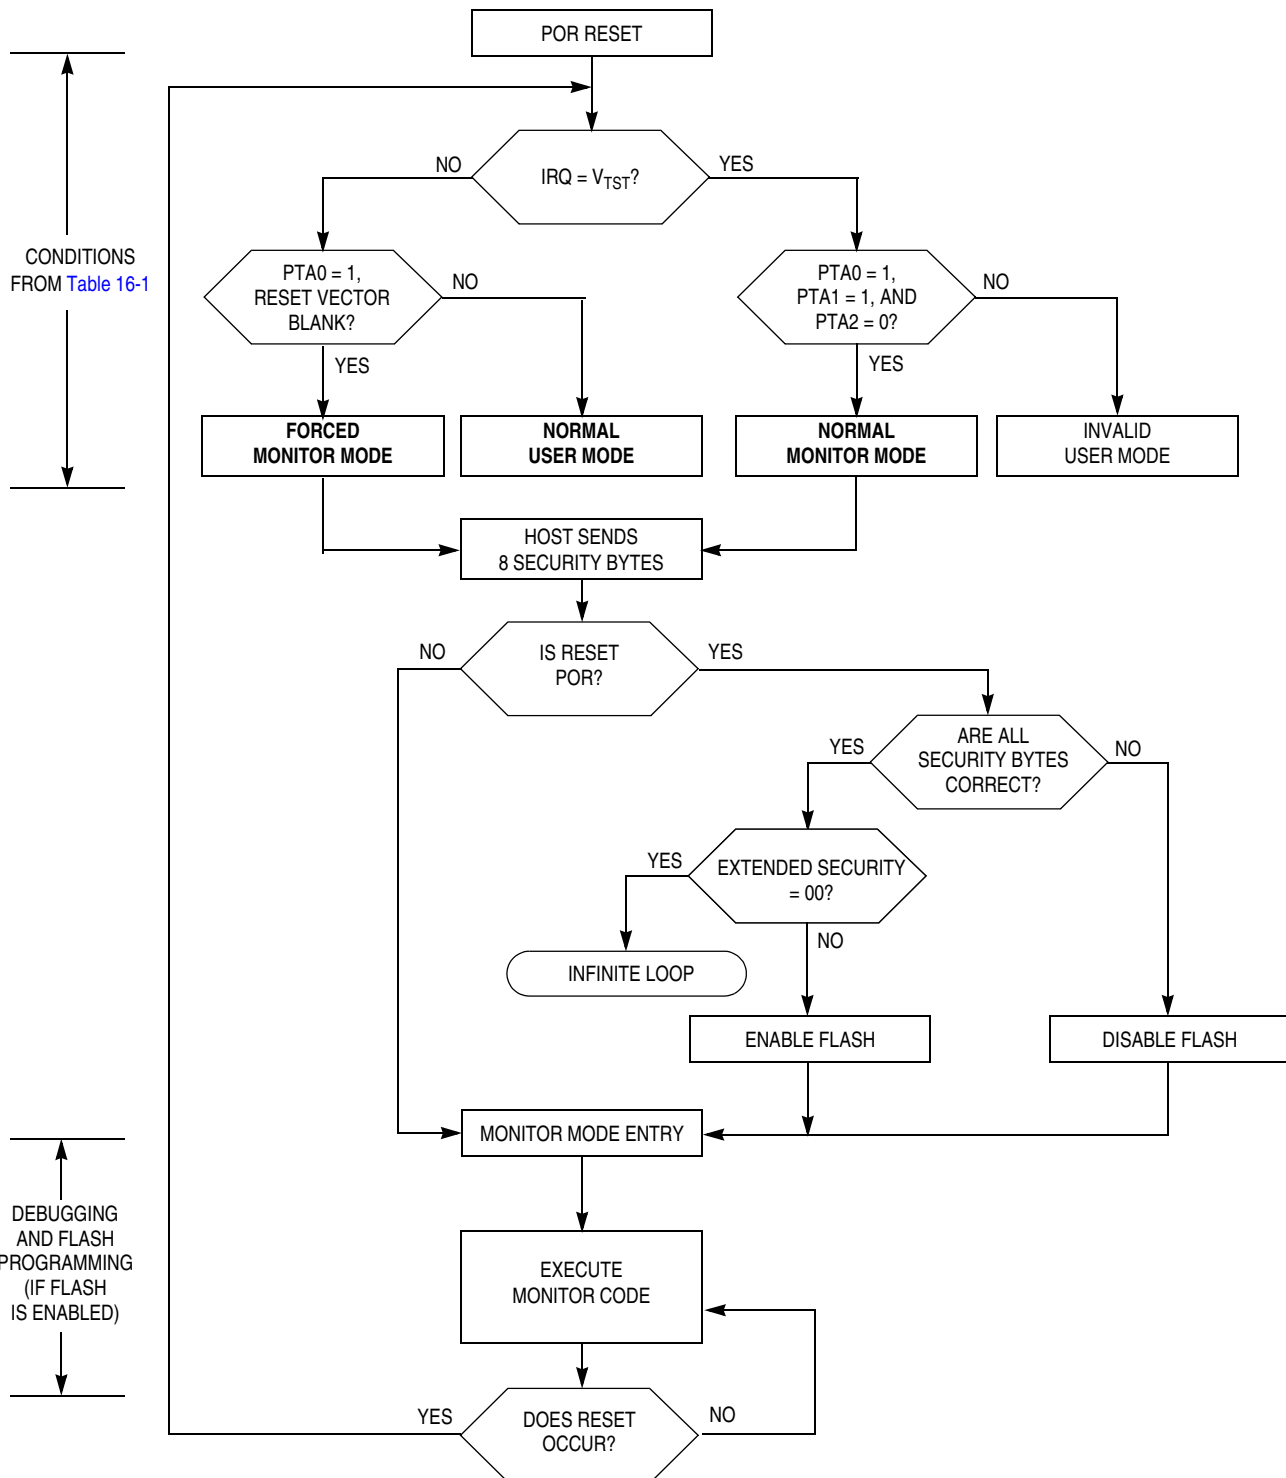 POR RESET
NO
YES
IRQ = VTST?
CONDITIONS
FROM Table 16-1
PTA0 = 1,
RESET VECTOR
BLANK?
NO
YES
PTA0 = 1,
PTA1 = 1, AND
PTA2 = 0?
NO
YES
FORCED
MONITOR MODE
NORMAL
USER MODE
NORMAL
MONITOR MODE
INVALID
USER MODE
HOST SENDS
8 SECURITY BYTES
NO
IS RESET
POR?
YES
YES
ARE ALL
SECURITY BYTES
CORRECT?
NO
YES
EXTENDED SECURITY
= 00?
NO
INFINITE LOOP
ENABLE FLASH
DISABLE FLASH
MONITOR MODE ENTRY
DEBUGGING
AND FLASH
PROGRAMMING
(IF FLASH
IS ENABLED)
EXECUTE
MONITOR CODE
YES
DOES RESET
OCCUR?
NO